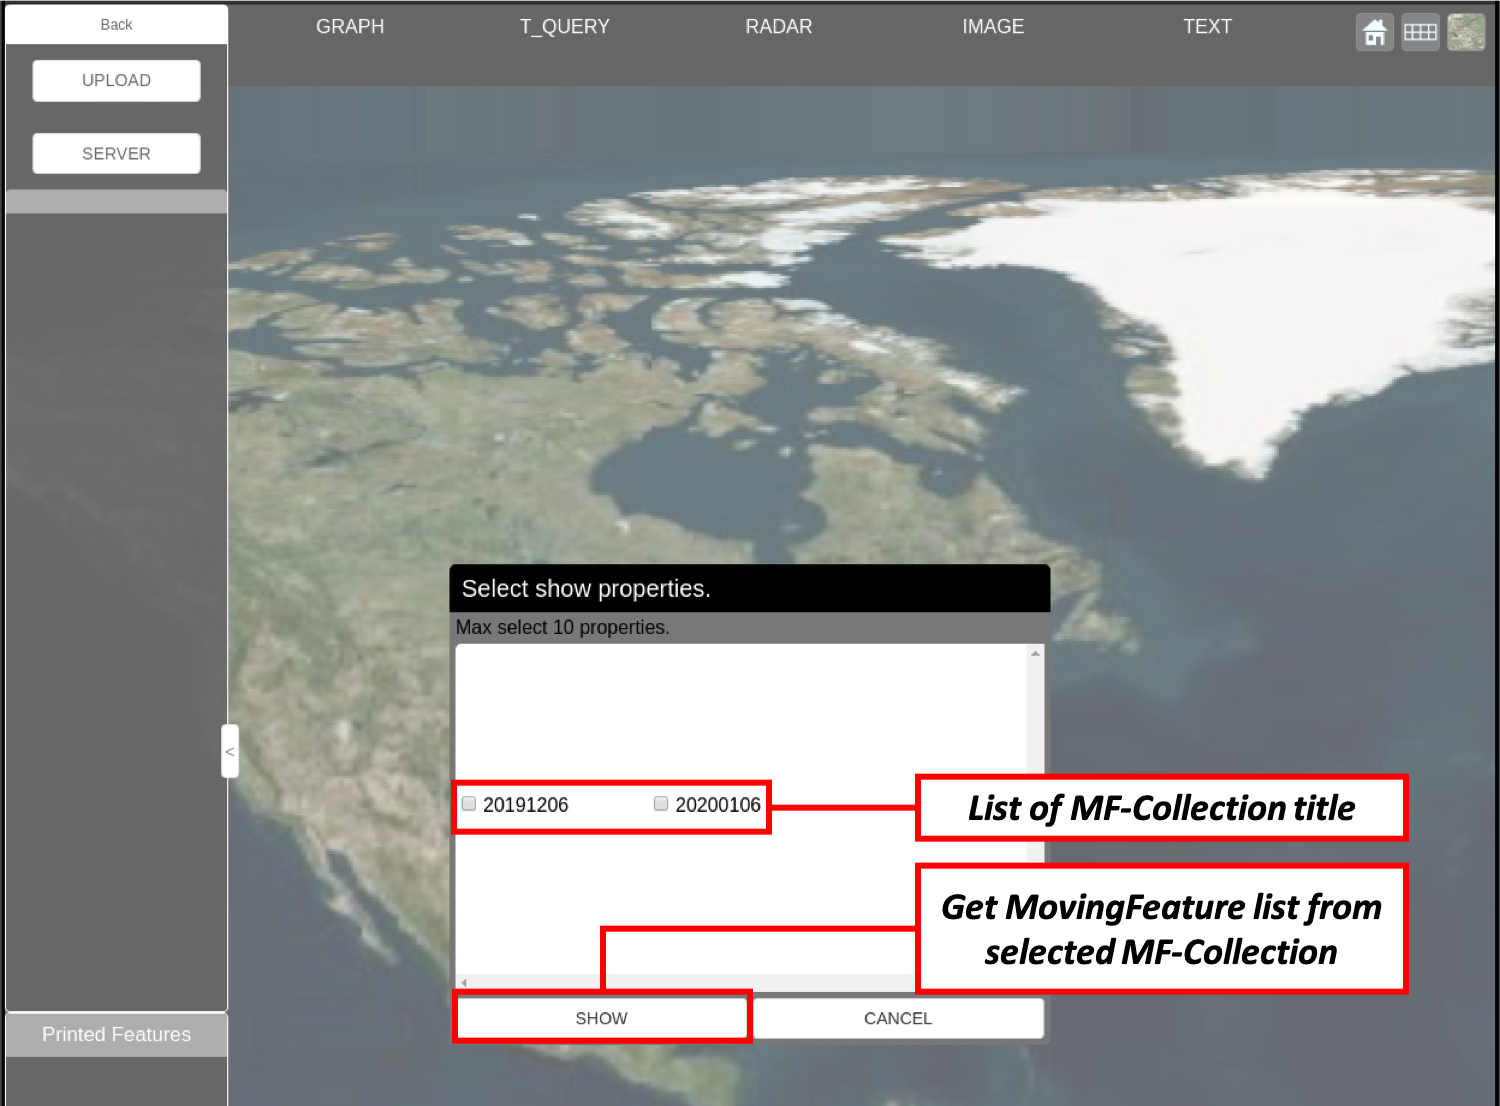 Back
GRAPH
T_QUERY
RADAR
IMAGE
TEXT
UPLOAD
SERVER
<
Select show properties.
Max select 10 properties.
20191206
20200106
List of MF-Collection title
Get MovingFeature list from
selected MF-Collection
SHOW
CANCEL
Printed Features